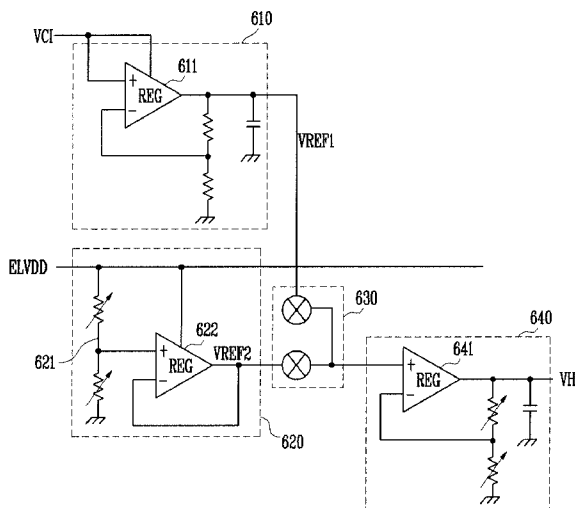 610
VCI
611
+
REG
−
VREF1
ELVDD
630
640
622
VREF2
641
621
+
REG
−
+
REG
−
VH
620